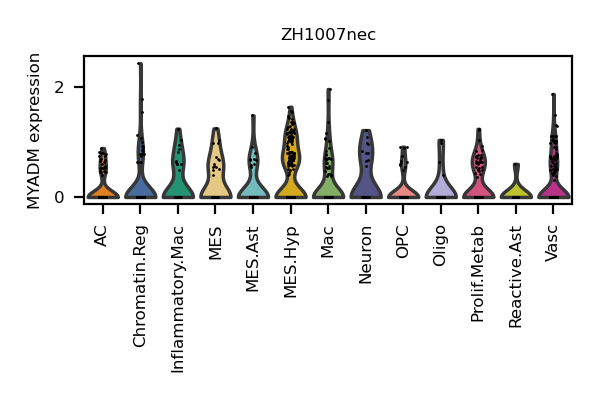 ZH1007nec
MYADM expression
2
0
AC
Chromatin.Reg
Inflammatory.Mac
MES
MES.Ast
MES.Hyp
Mac
Neuron
OPC
Oligo
Prolif.Metab
Reactive.Ast
Vasc